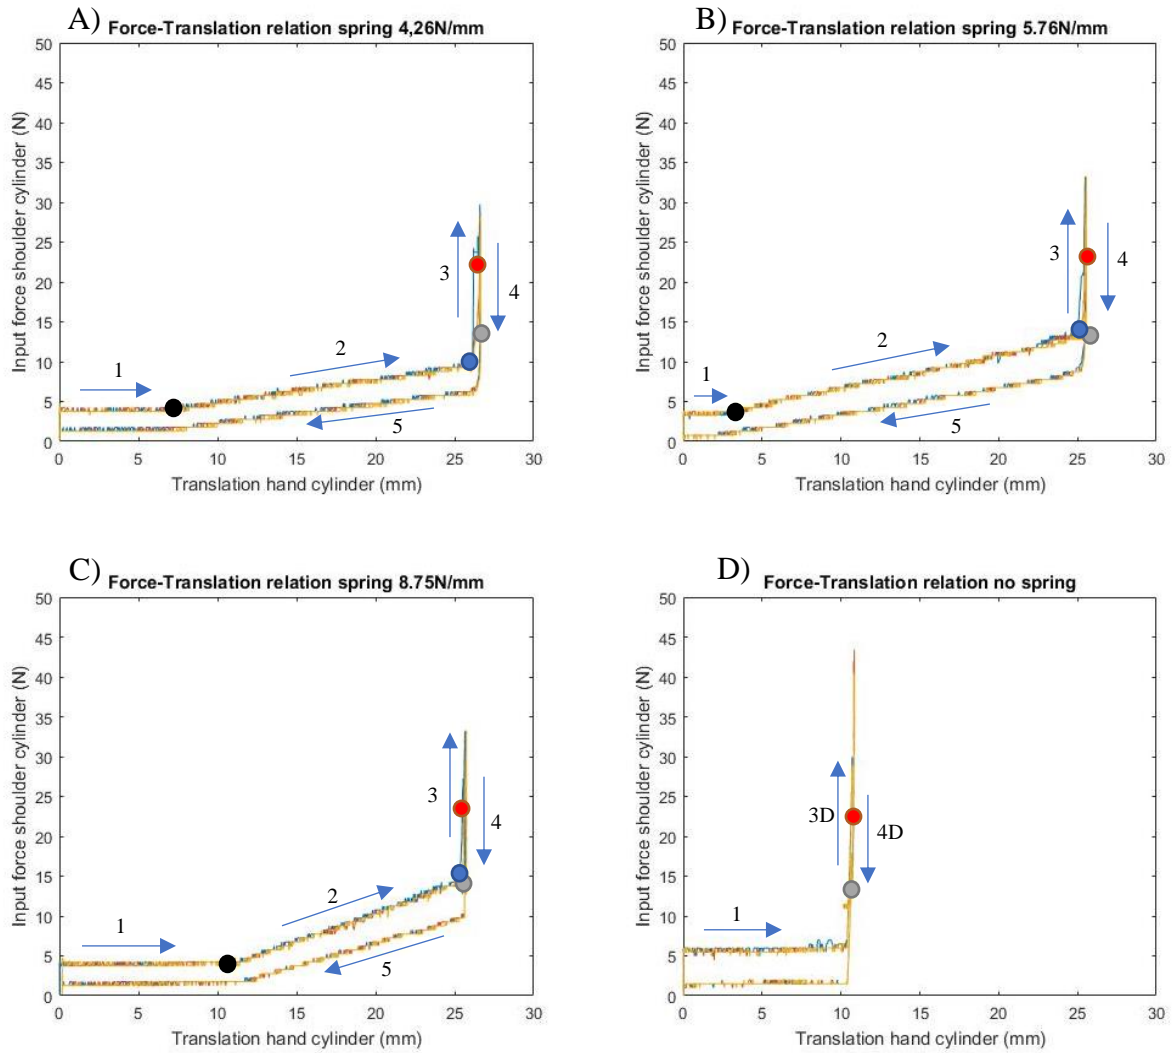 A)
Force-Translation relation spring 4,26N/mm
50
45
40
35
30
25
20
15
10
5
0
0 5 10 15 20 25 30
Input force shoulder cylinder (N)
Translation hand cylinder (mm)
1
2
3
4
5
B)
Force-Translation relation spring 5.76N/mm
50
45
40
35
30
25
20
15
10
5
0
0 5 10 15 20 25 30
Input force shoulder cylinder (N)
Translation hand cylinder (mm)
1
2
3
4
5
C)
Force-Translation relation spring 8.75N/mm
50
45
40
35
30
25
20
15
10
5
0
0 5 10 15 20 25 30
Input force shoulder cylinder (N)
Translation hand cylinder (mm)
1
2
3
4
5
D)
Force-Translation relation no spring
50
45
40
35
30
25
20
15
10
5
0
0 5 10 15 20 25 30
Input force shoulder cylinder (N)
Translation hand cylinder (mm)
1
3D
4D